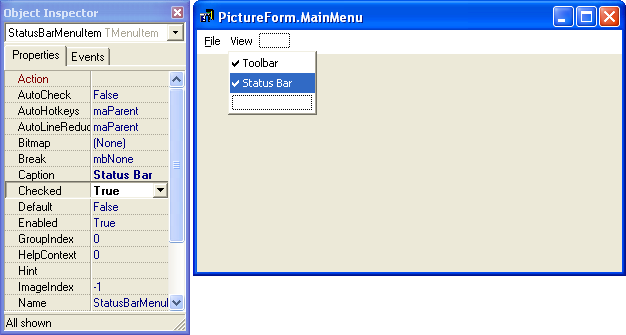 Object Inspector
StatusBarMenuItem TMenuItem
Properties Events
Action
AutoCheck False
AutoHotkeys maParent
AutoLineReduc maParent
Bitmap (None)
Break mbNone
Caption Status Bar
Checked True
Default False
Enabled True
GroupIndex 0
HelpContext 0
Hint
ImageIndex -1
Name StatusBarMenuI
All shown
PictureForm.MainMenu
File View
Toolbar
Status Bar